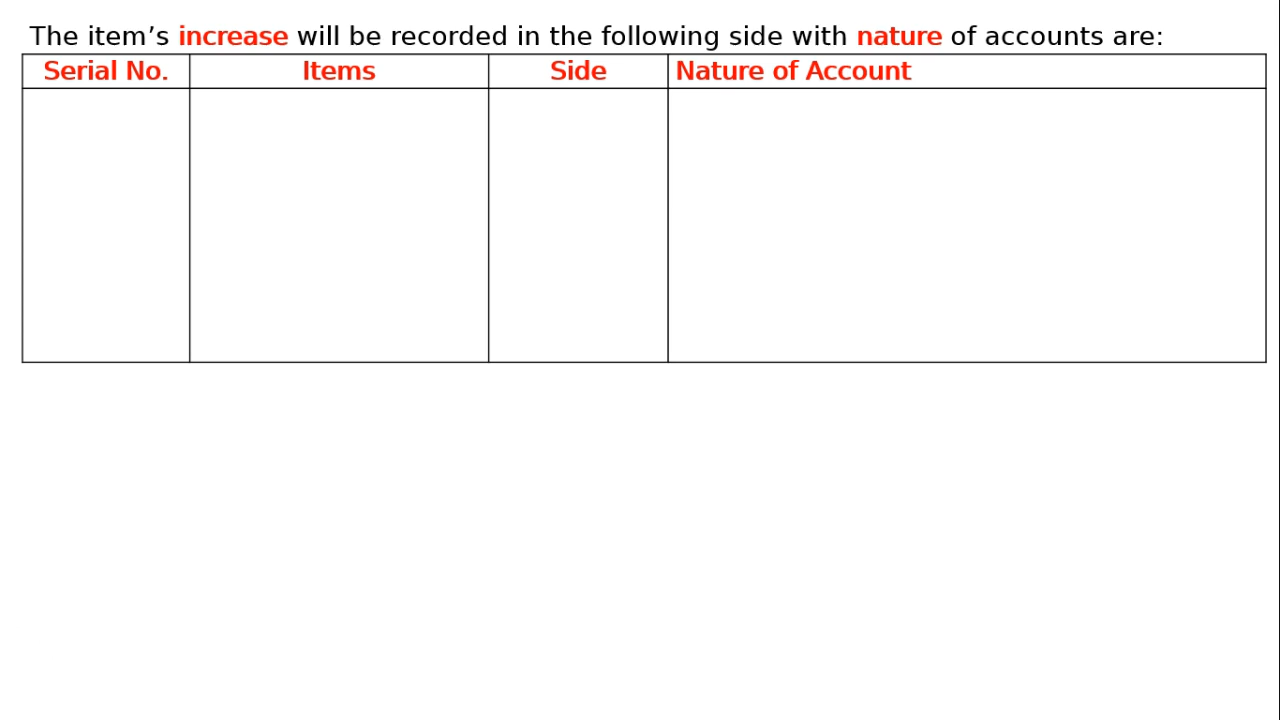 The item’s increase will be recorded in the following side with nature of accounts are:
Serial No. Items Side Nature of Account